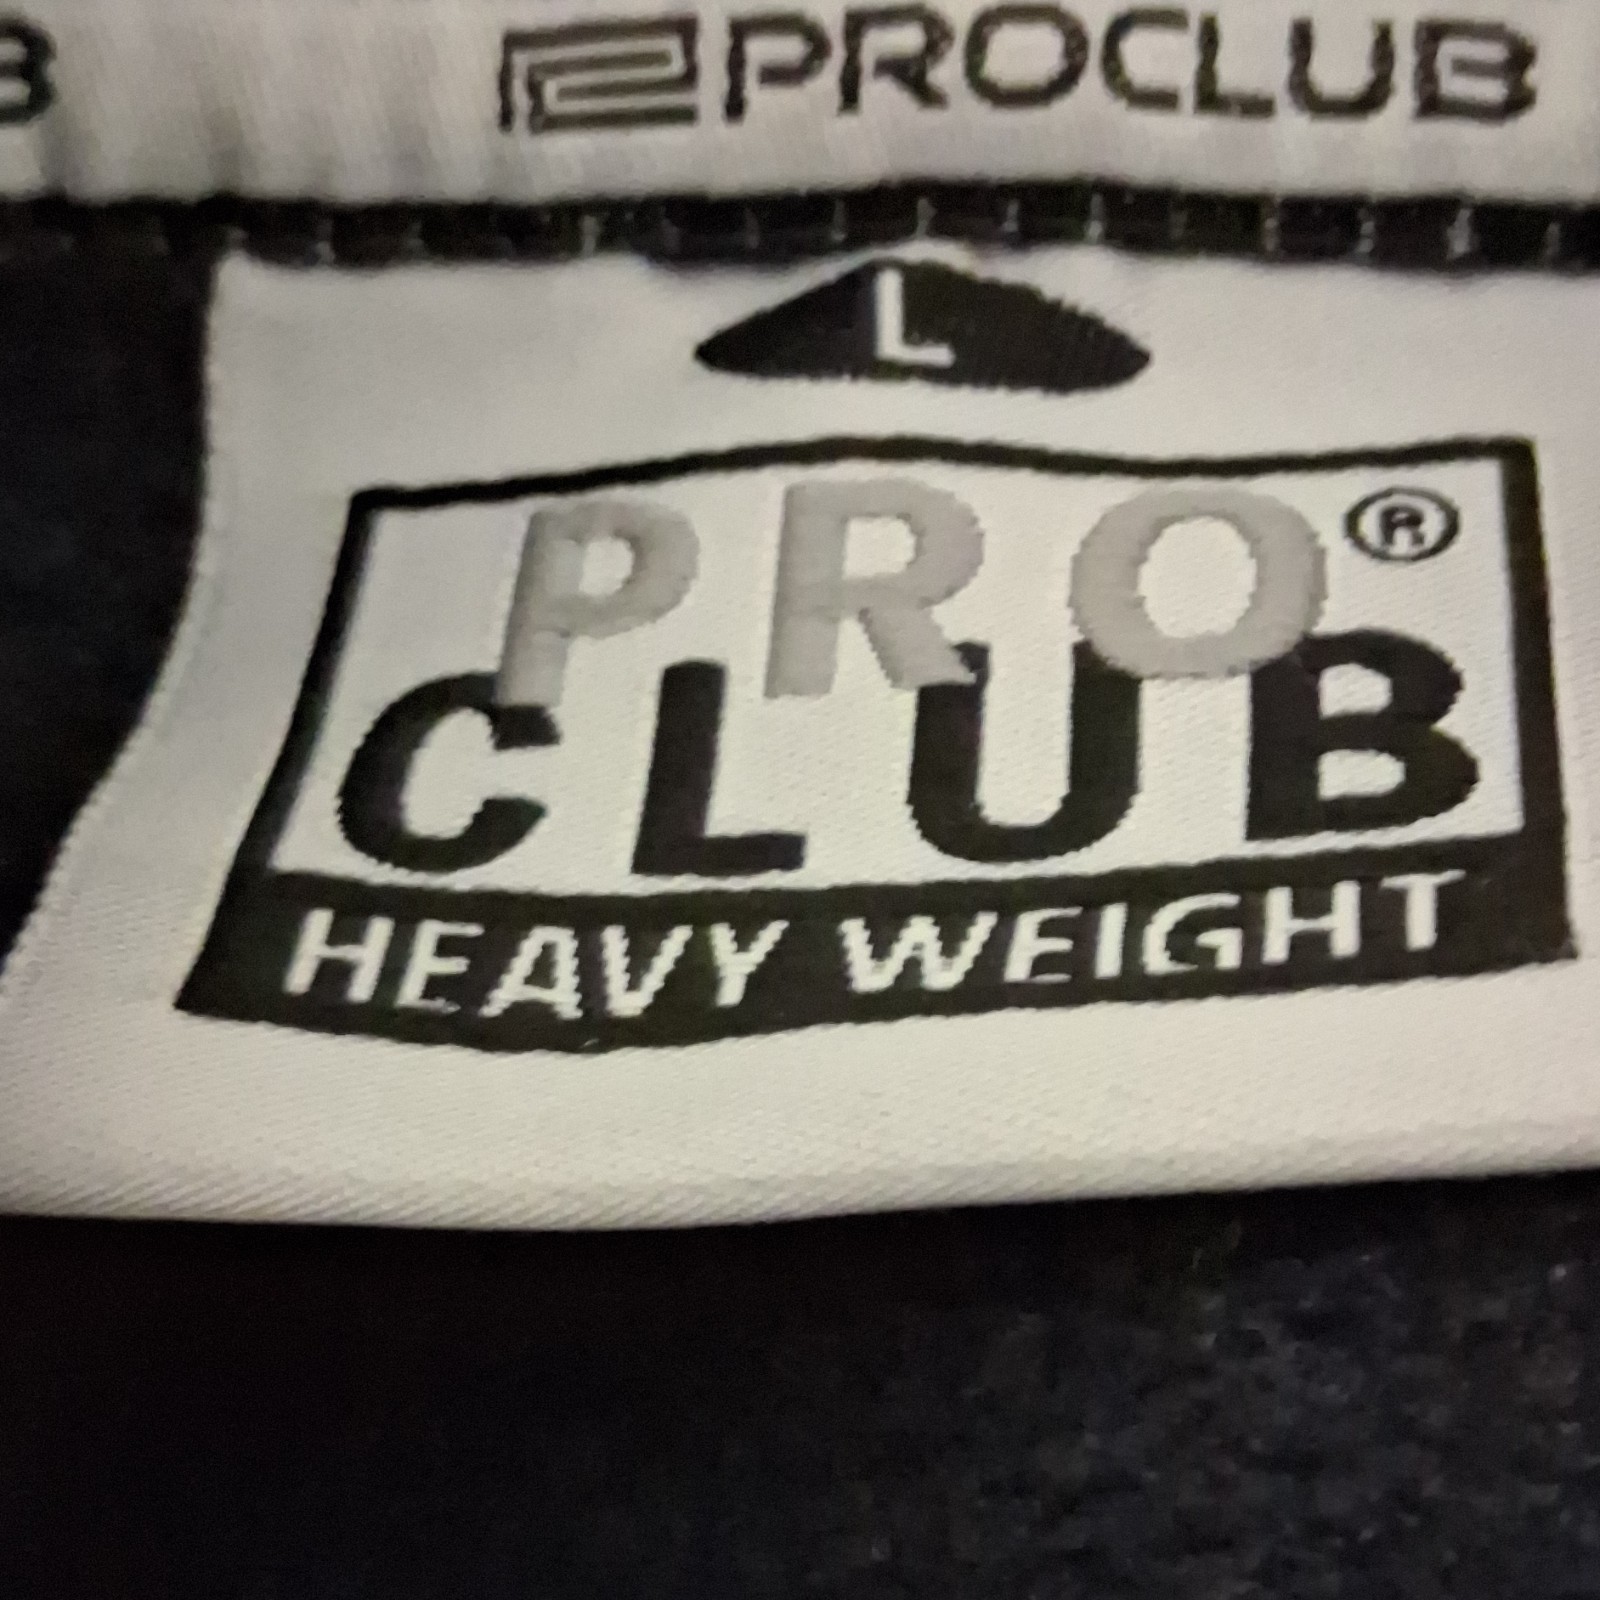 B PROCLUB
L
PRO ®
CLUB
HEAVY WEIGHT